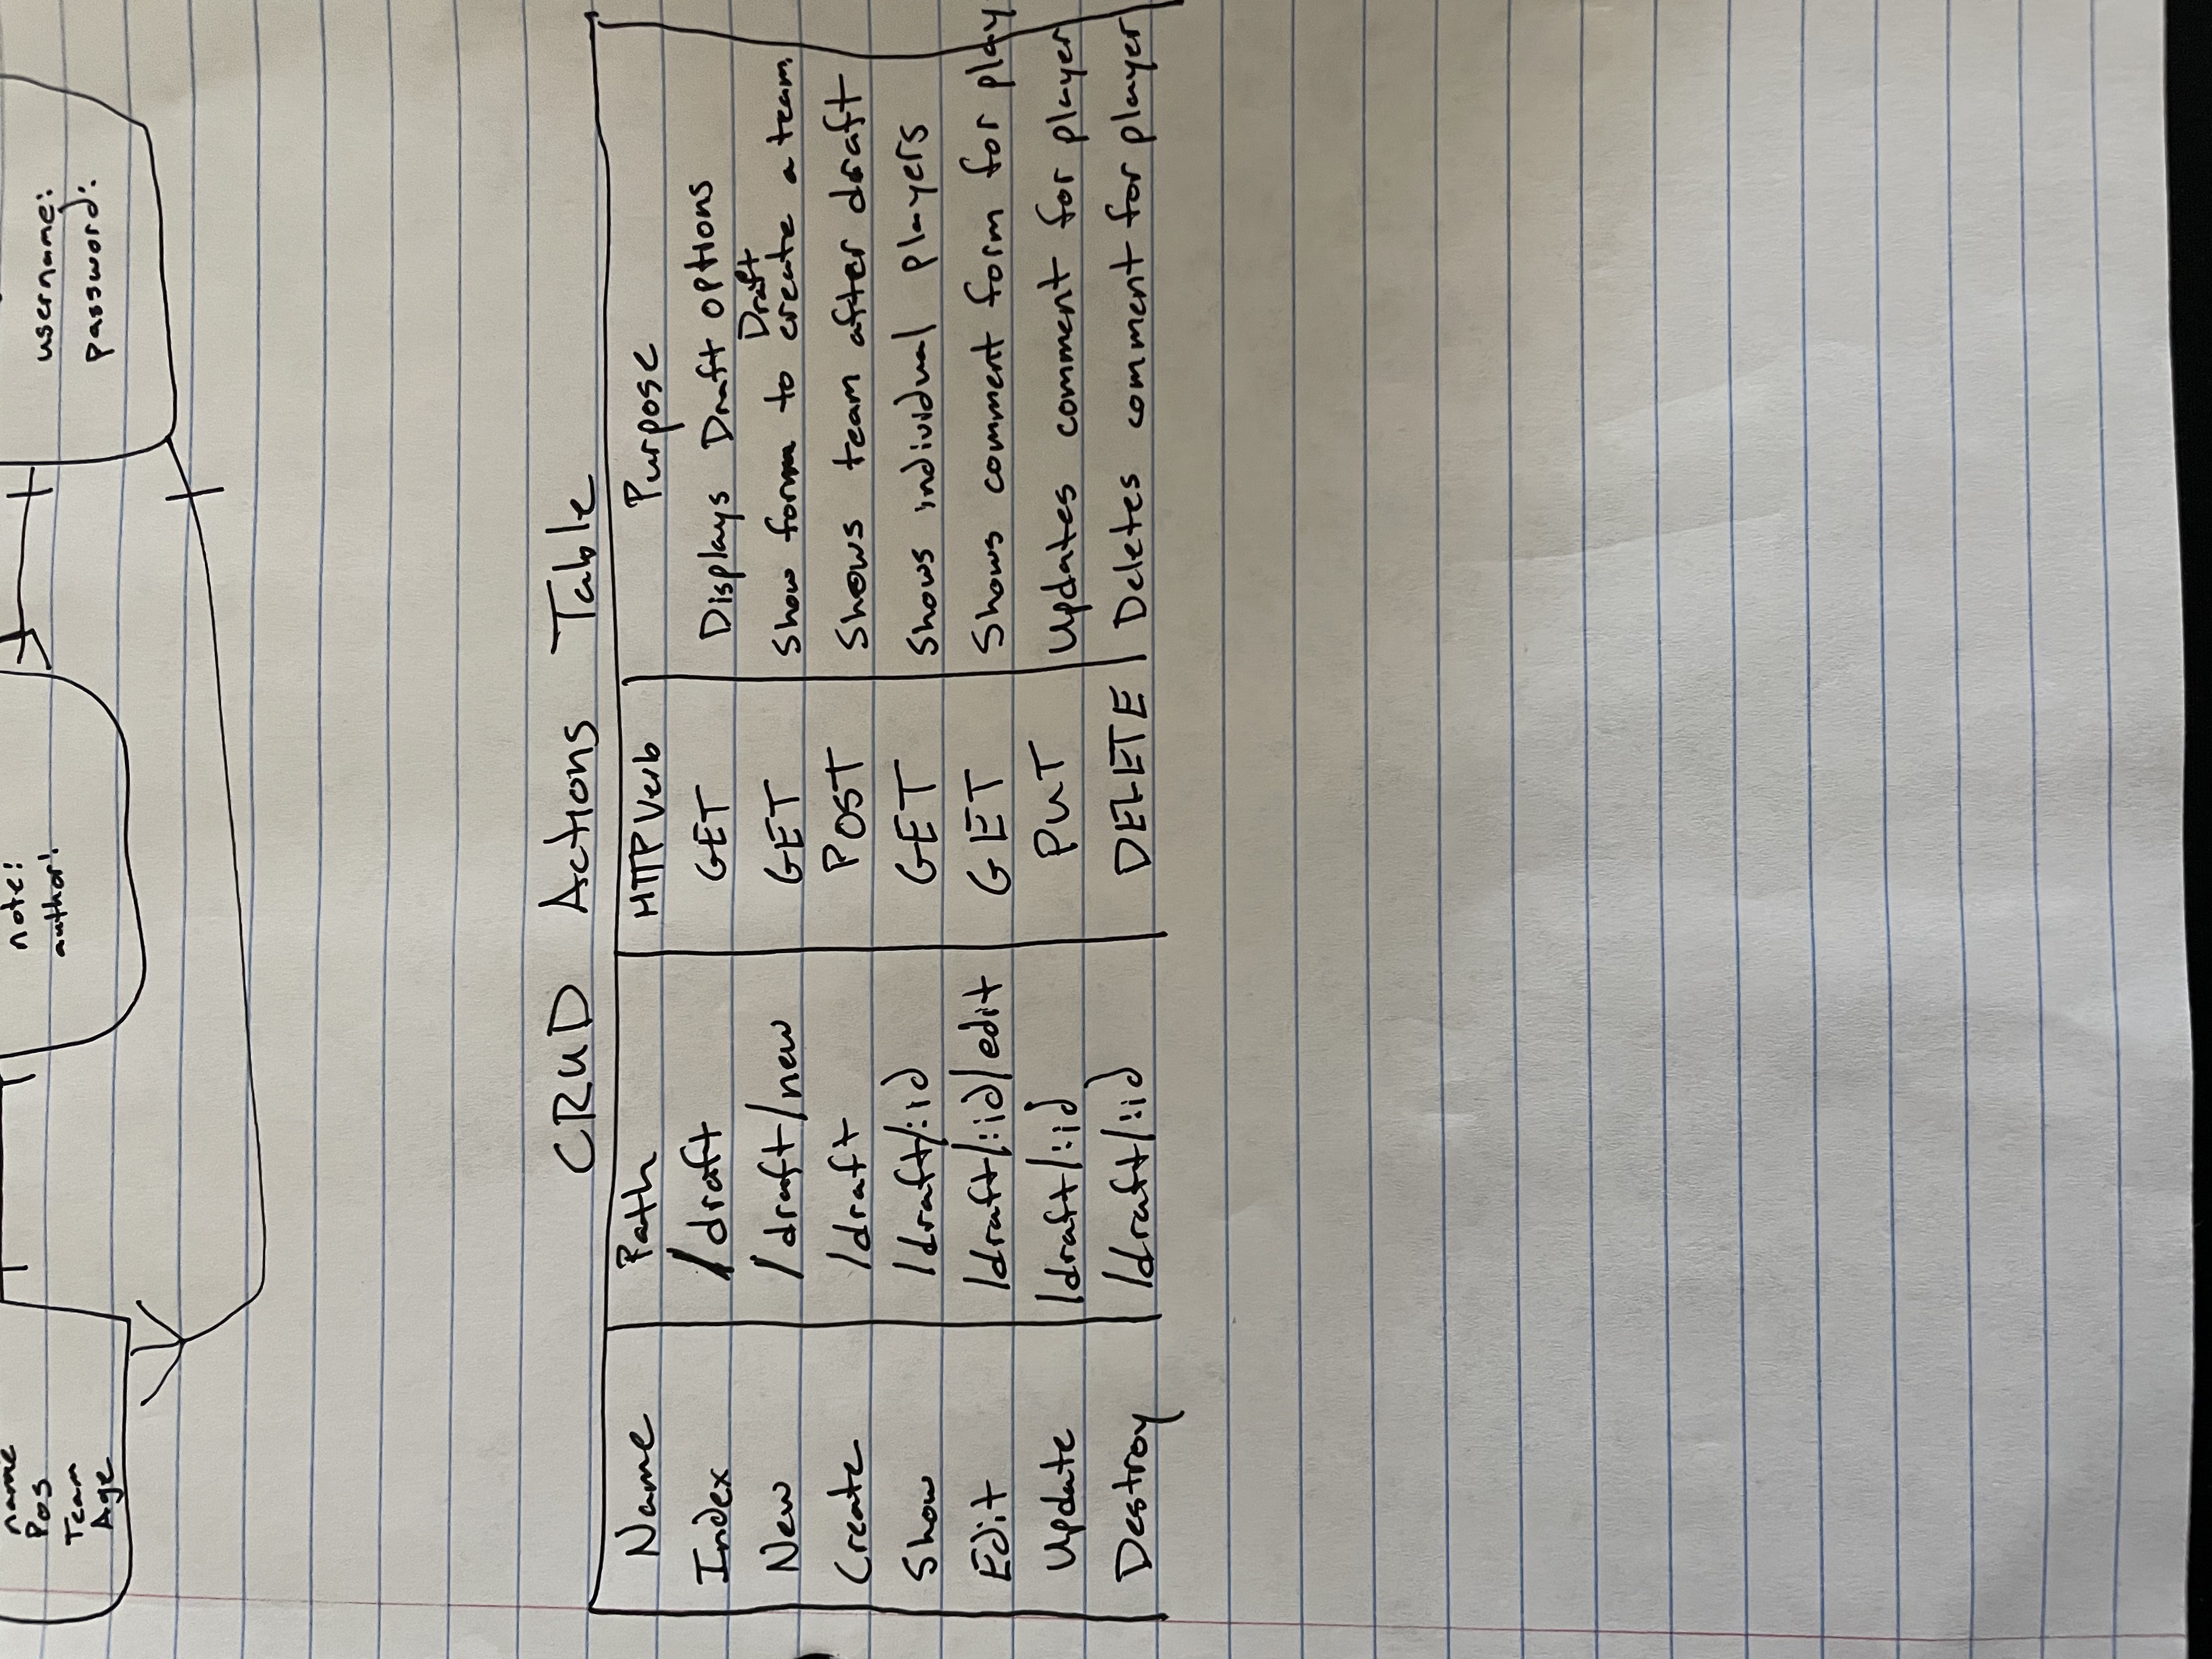 name
Pos
Team
Age
note:
author:
username:
password:
CRUD Actions Table
Name Path HTTP Verb Purpose
Index /draft GET Displays Draft options
Draft
New /draft/new GET Show form to create a team
Create /draft POST Shows team after draft
Show /draft/:id GET Shows individual players
Edit /draft/:id/edit GET Shows comment form for play
Update /draft/:id PUT Updates comment for player
Destroy /draft/:id DELETE Deletes comment for player